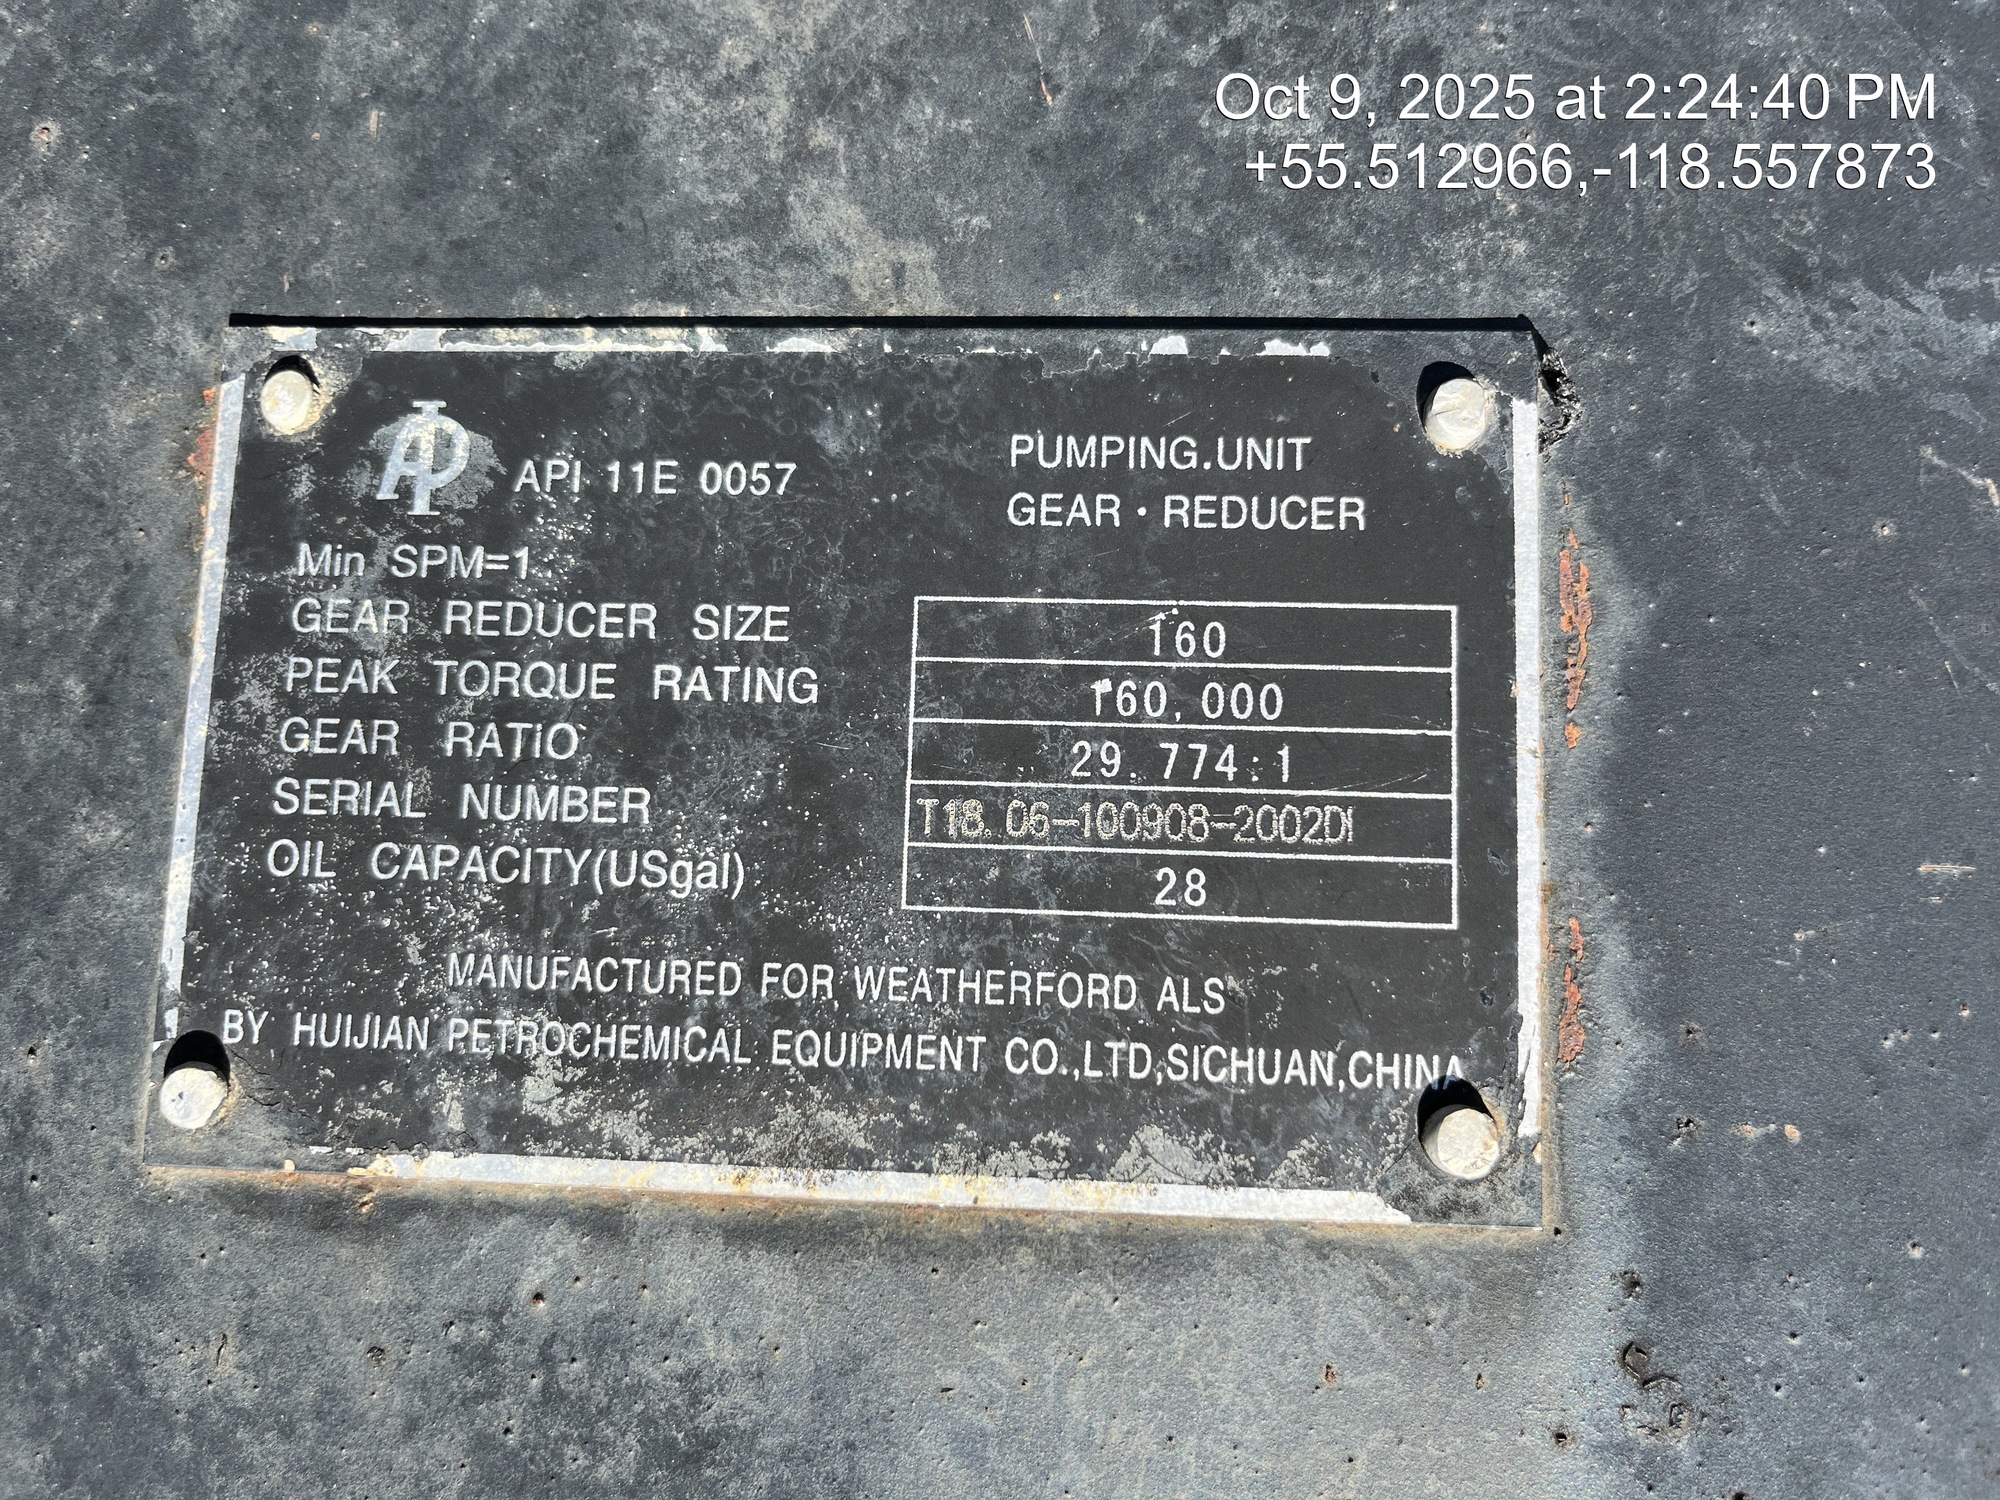 Oct 9, 2025 at 2:24:40 PM
+55.512966,-118.557873
API
API 11E 0057
PUMPING.UNIT
GEAR·REDUCER
Min SPM=1
GEAR REDUCER SIZE 160
PEAK TORQUE RATING 160,000
GEAR RATIO 29.774:1
SERIAL NUMBER T18.06-100908-2002DI
OIL CAPACITY(USgal) 28
MANUFACTURED FOR WEATHERFORD ALS
BY HUIJIAN PETROCHEMICAL EQUIPMENT CO.,LTD,SICHUAN,CHINA